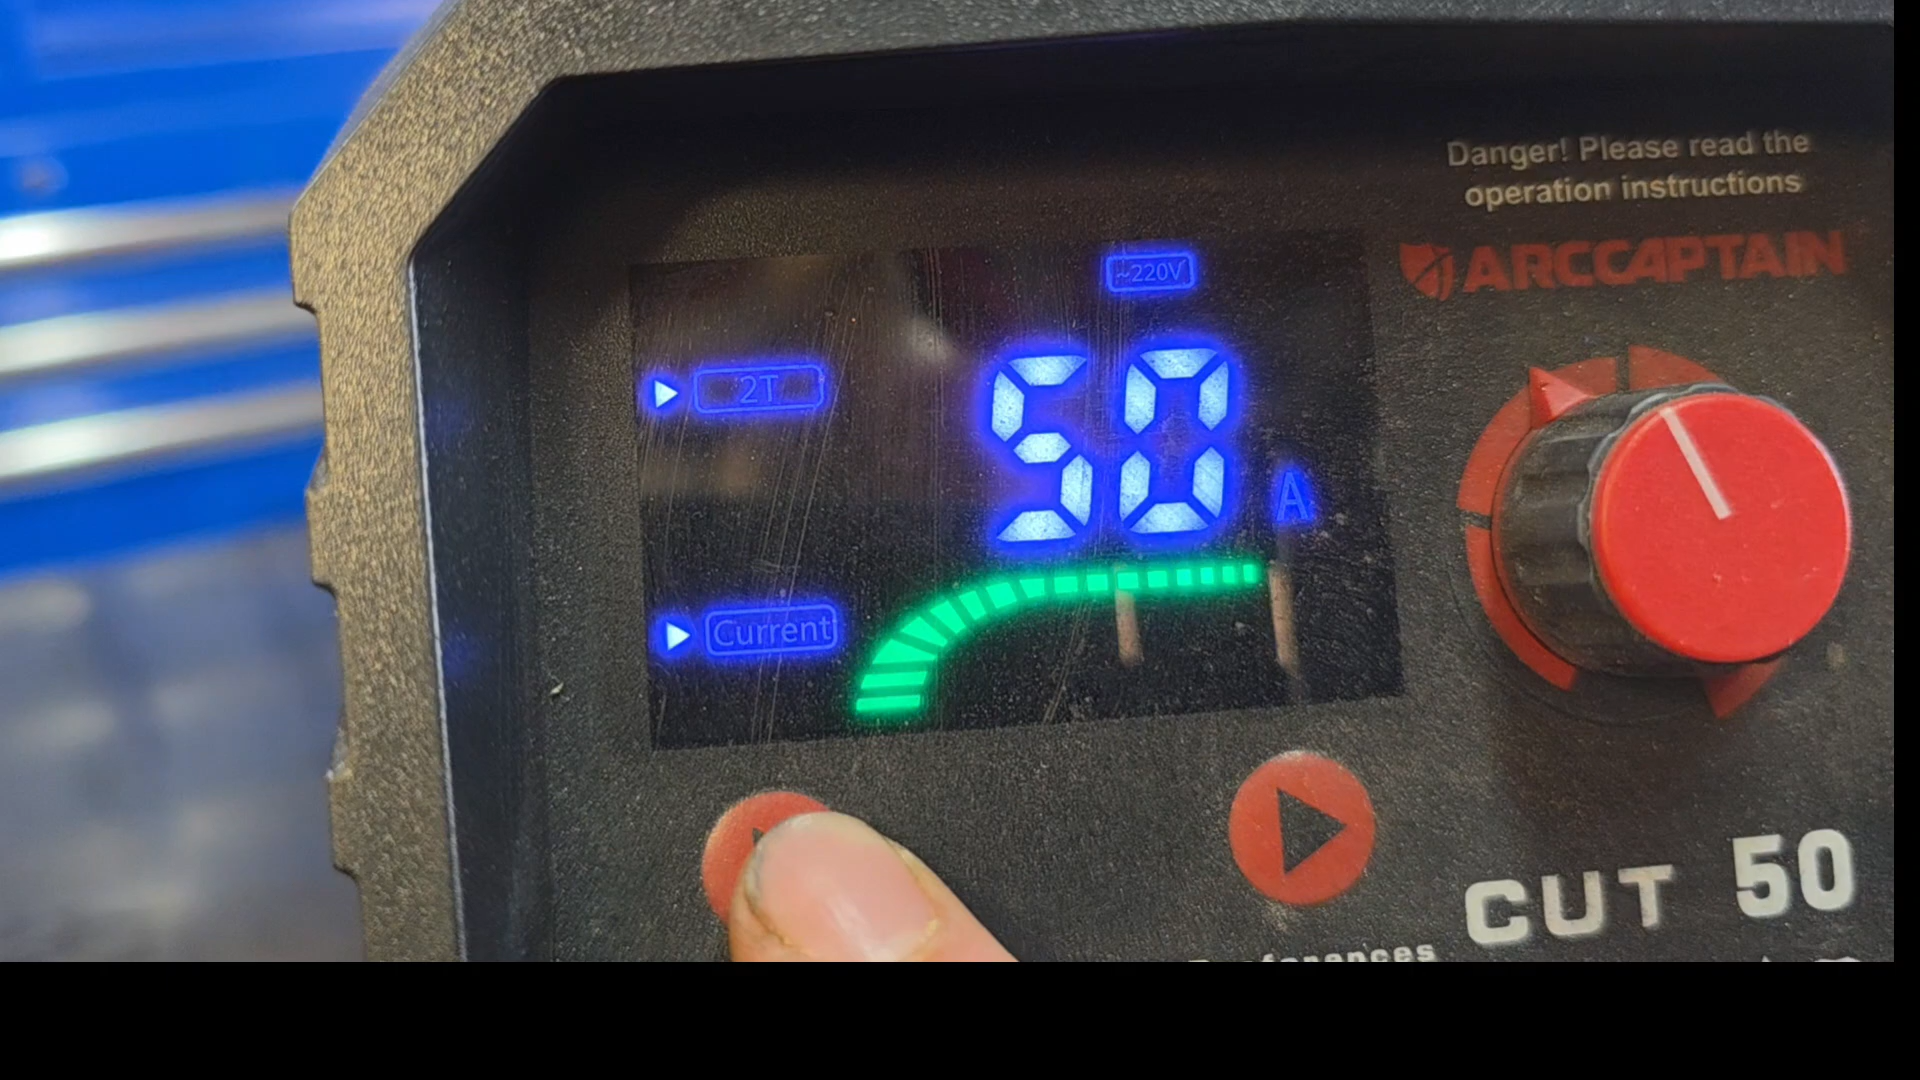 Danger! Please read the
operation instructions
ARCCAPTAIN
~220V
2T
50
A
Current
CUT 50